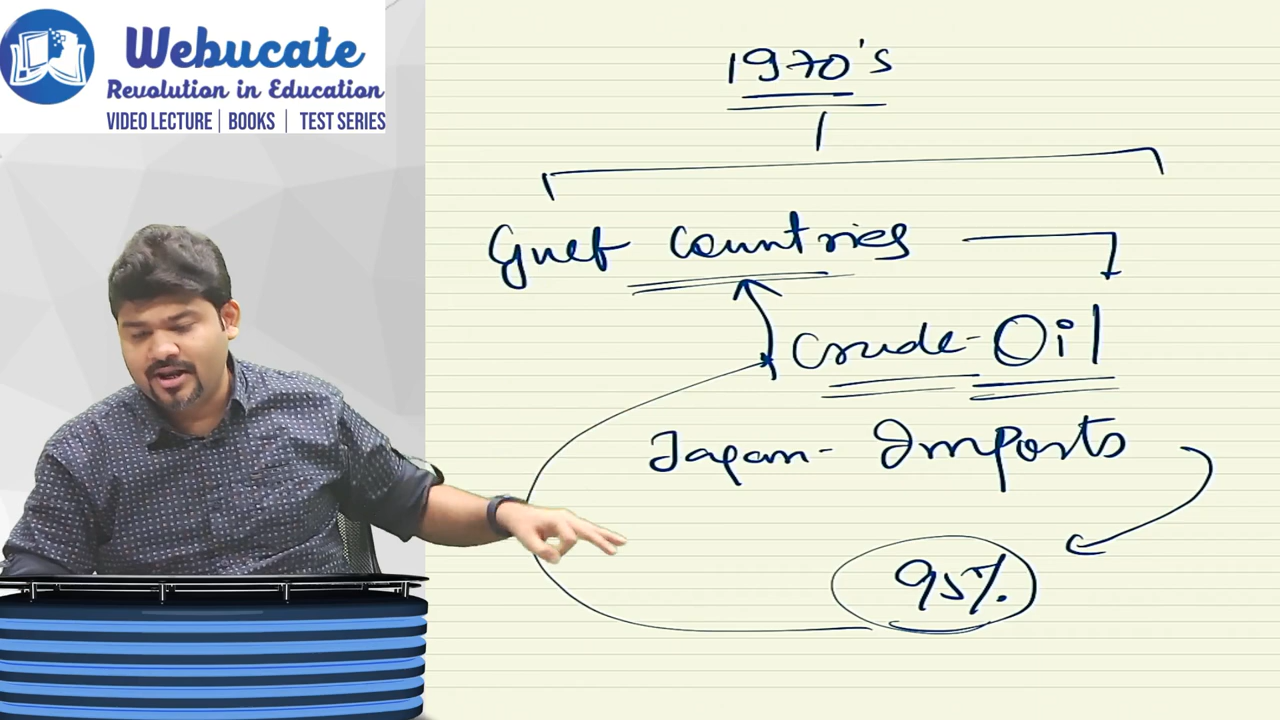 Webucate
Revolution in Education
VIDEO LECTURE | BOOKS | TEST SERIES
1970's
Gulf Countries
Crude-Oil
Japan- Imports
95%